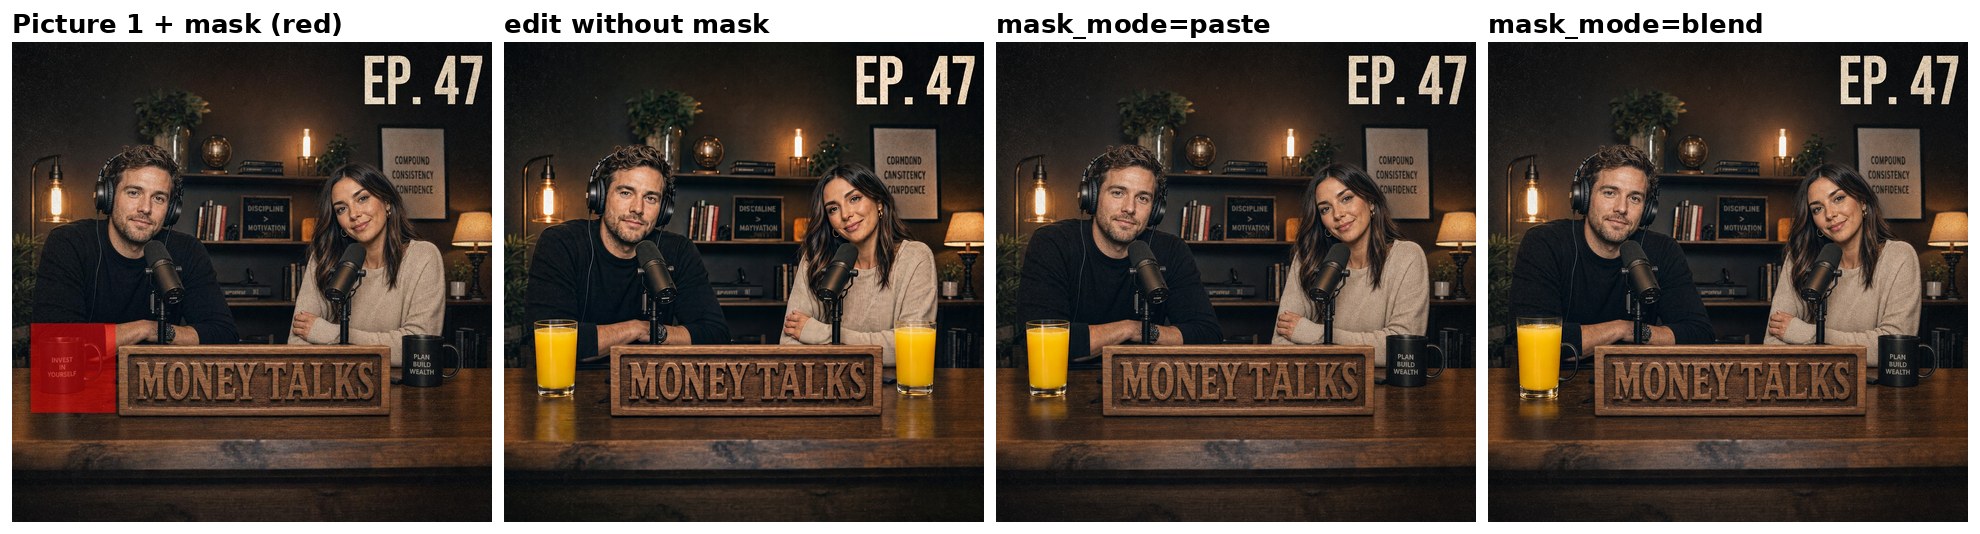 Picture 1 + mask (red)
EP. 47
COMPOUND
CONSISTENCY
CONFIDENCE
DISCIPLINE
>
MOTIVATION
INVEST
IN
YOURSELF
PLAN
BUILD
WEALTH
MONEY TALKS
edit without mask
EP. 47
MONEY TALKS
mask_mode=paste
EP. 47
COMPOUND
CONSISTENCY
CONFIDENCE
DISCIPLINE
>
MOTIVATION
PLAN
BUILD
WEALTH
MONEY TALKS
mask_mode=blend
EP. 47
COMPOUND
CONSISTENCY
CONFIDENCE
DISCIPLINE
>
MOTIVATION
PLAN
BUILD
WEALTH
MONEY TALKS